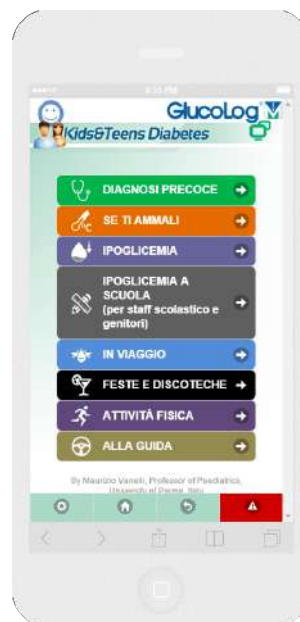 GlucoLog
Kids&Teens Diabetes
DIAGNOSI PRECOCE
SE TI AMMALI
IPOGLICEMIA
IPOGLICEMIA A
SCUOLA
(per staff scolastico e
genitori)
IN VIAGGIO
FESTE E DISCOTECHE
ATTIVITÀ FISICA
ALLA GUIDA
By Maurizio Vanelli, Professor of Paediatrics,
University of Parma, Italy